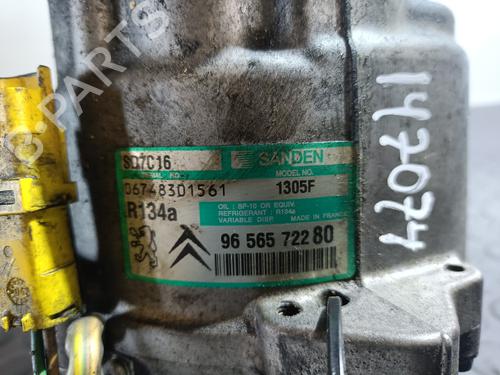 SD7C16
SANDEN
SERIAL NO.
MODEL NO.
06748301561
1305F
R134a
OIL : SP-10 OR EQUIV.
REFRIGERANT : R134a
VARIABLE DISP. MADE IN FRANCE
96 565 722 80
147074
B-PARTS